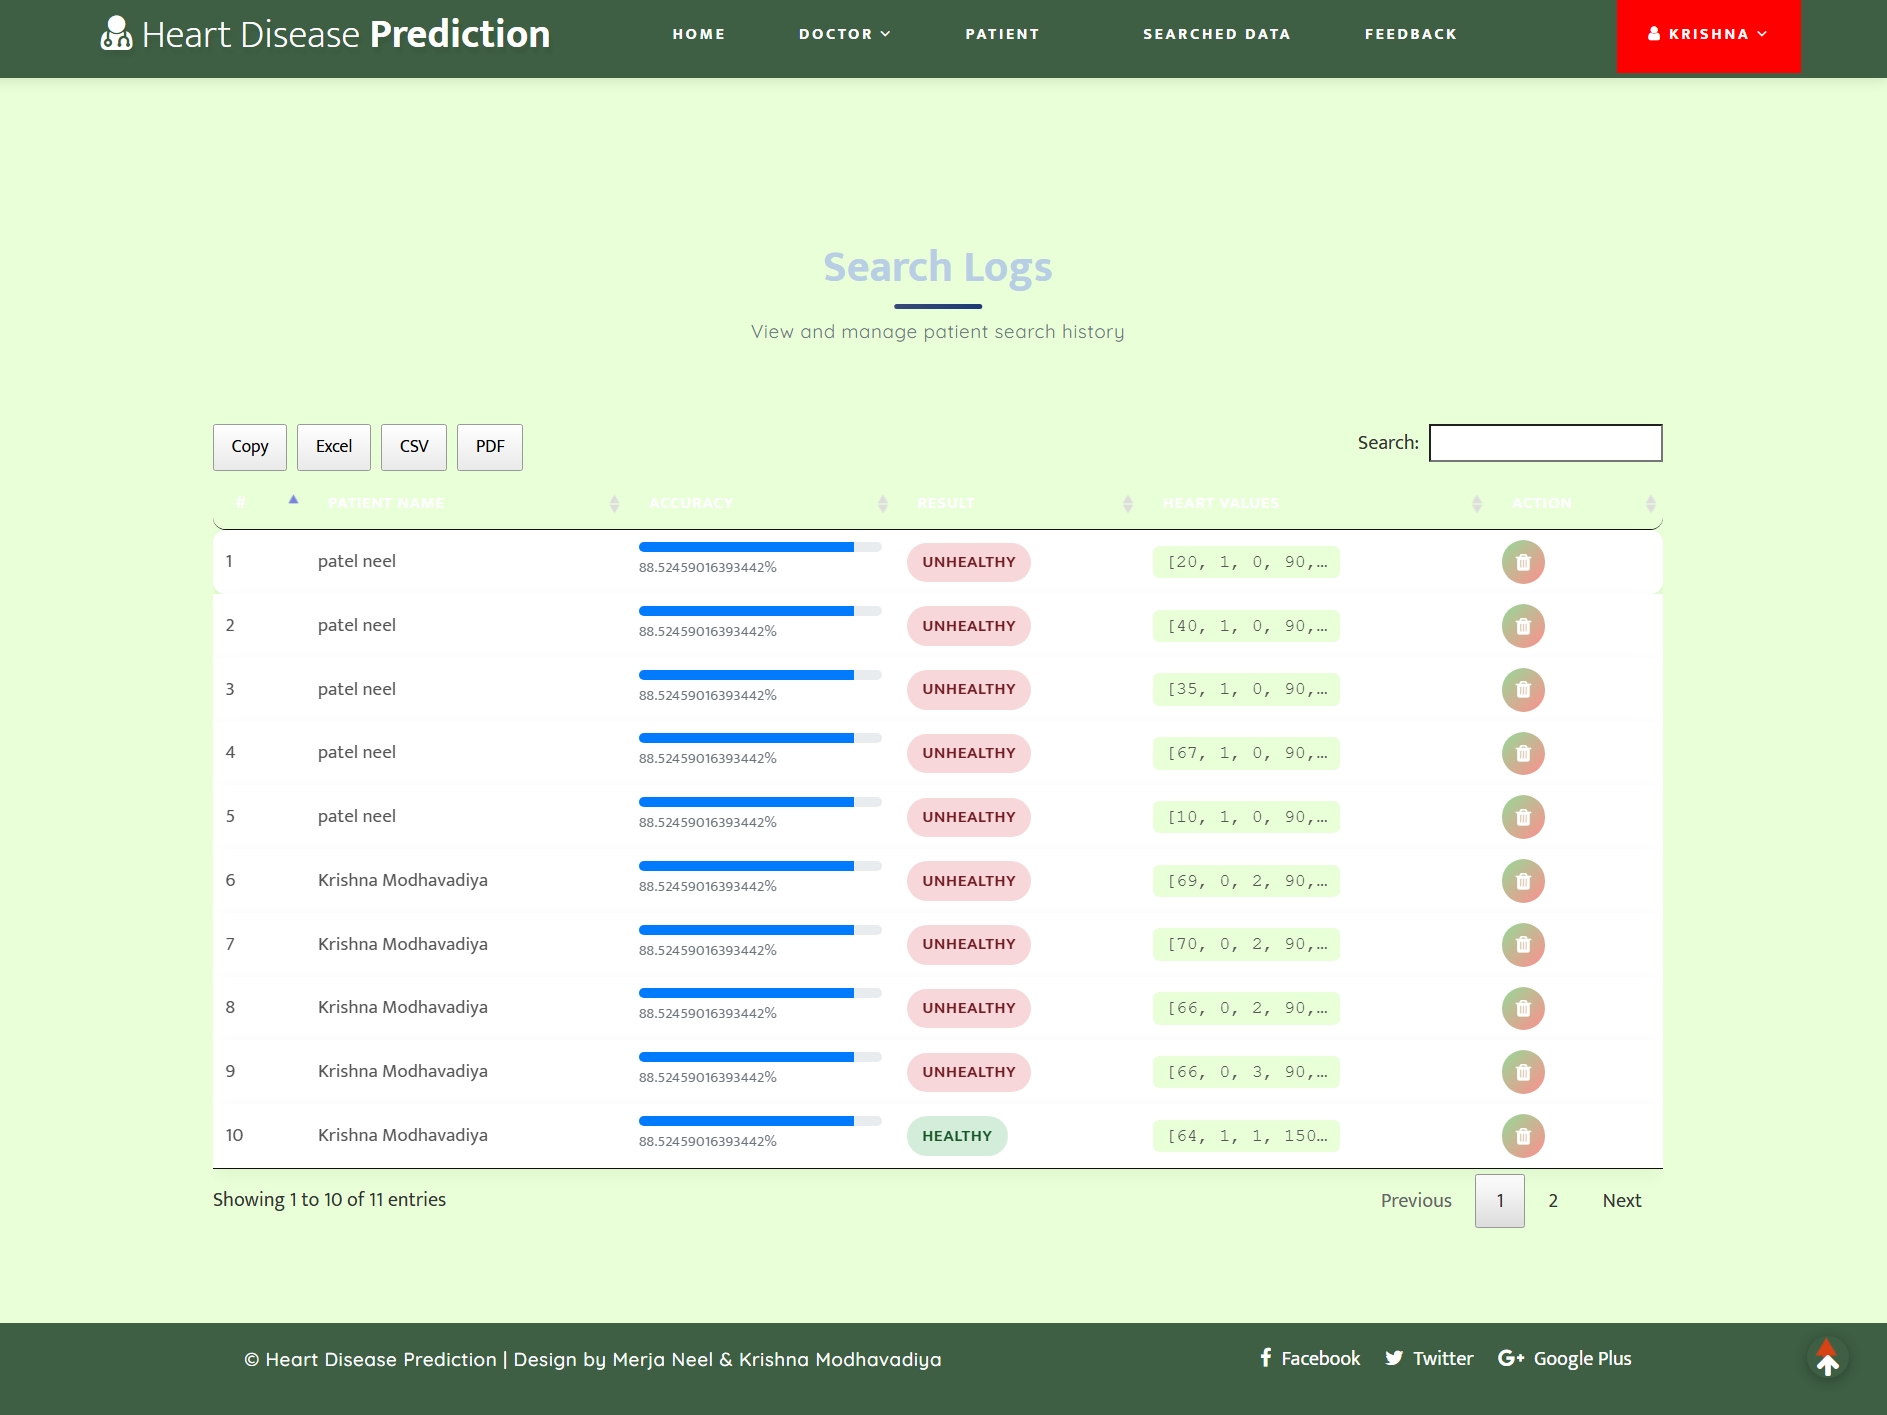 Heart Disease Prediction
HOME DOCTOR PATIENT SEARCHED DATA FEEDBACK KRISHNA
Search Logs
View and manage patient search history
Copy Excel CSV PDF Search:
# PATIENT NAME ACCURACY RESULT HEART VALUES ACTION
1 patel neel 88.52459016393442% UNHEALTHY [20, 1, 0, 90,…
2 patel neel 88.52459016393442% UNHEALTHY [40, 1, 0, 90,…
3 patel neel 88.52459016393442% UNHEALTHY [35, 1, 0, 90,…
4 patel neel 88.52459016393442% UNHEALTHY [67, 1, 0, 90,…
5 patel neel 88.52459016393442% UNHEALTHY [10, 1, 0, 90,…
6 Krishna Modhavadiya 88.52459016393442% UNHEALTHY [69, 0, 2, 90,…
7 Krishna Modhavadiya 88.52459016393442% UNHEALTHY [70, 0, 2, 90,…
8 Krishna Modhavadiya 88.52459016393442% UNHEALTHY [66, 0, 2, 90,…
9 Krishna Modhavadiya 88.52459016393442% UNHEALTHY [66, 0, 3, 90,…
10 Krishna Modhavadiya 88.52459016393442% HEALTHY [64, 1, 1, 150…
Showing 1 to 10 of 11 entries Previous 1 2 Next
© Heart Disease Prediction | Design by Merja Neel & Krishna Modhavadiya Facebook Twitter G+ Google Plus